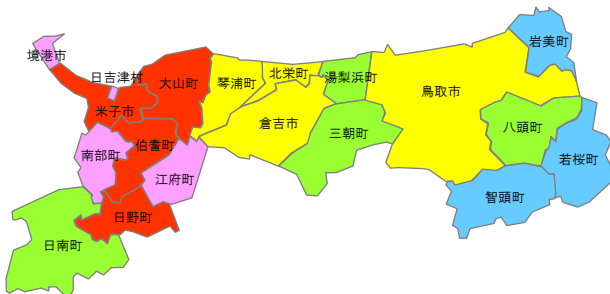 岩美町
境港市
日吉津村
大山町
琴浦町
北栄町
湯梨浜町
鳥取市
米子市
倉吉市
三朝町
八頭町
南部町
伯耆町
江府町
若桜町
智頭町
日野町
日南町